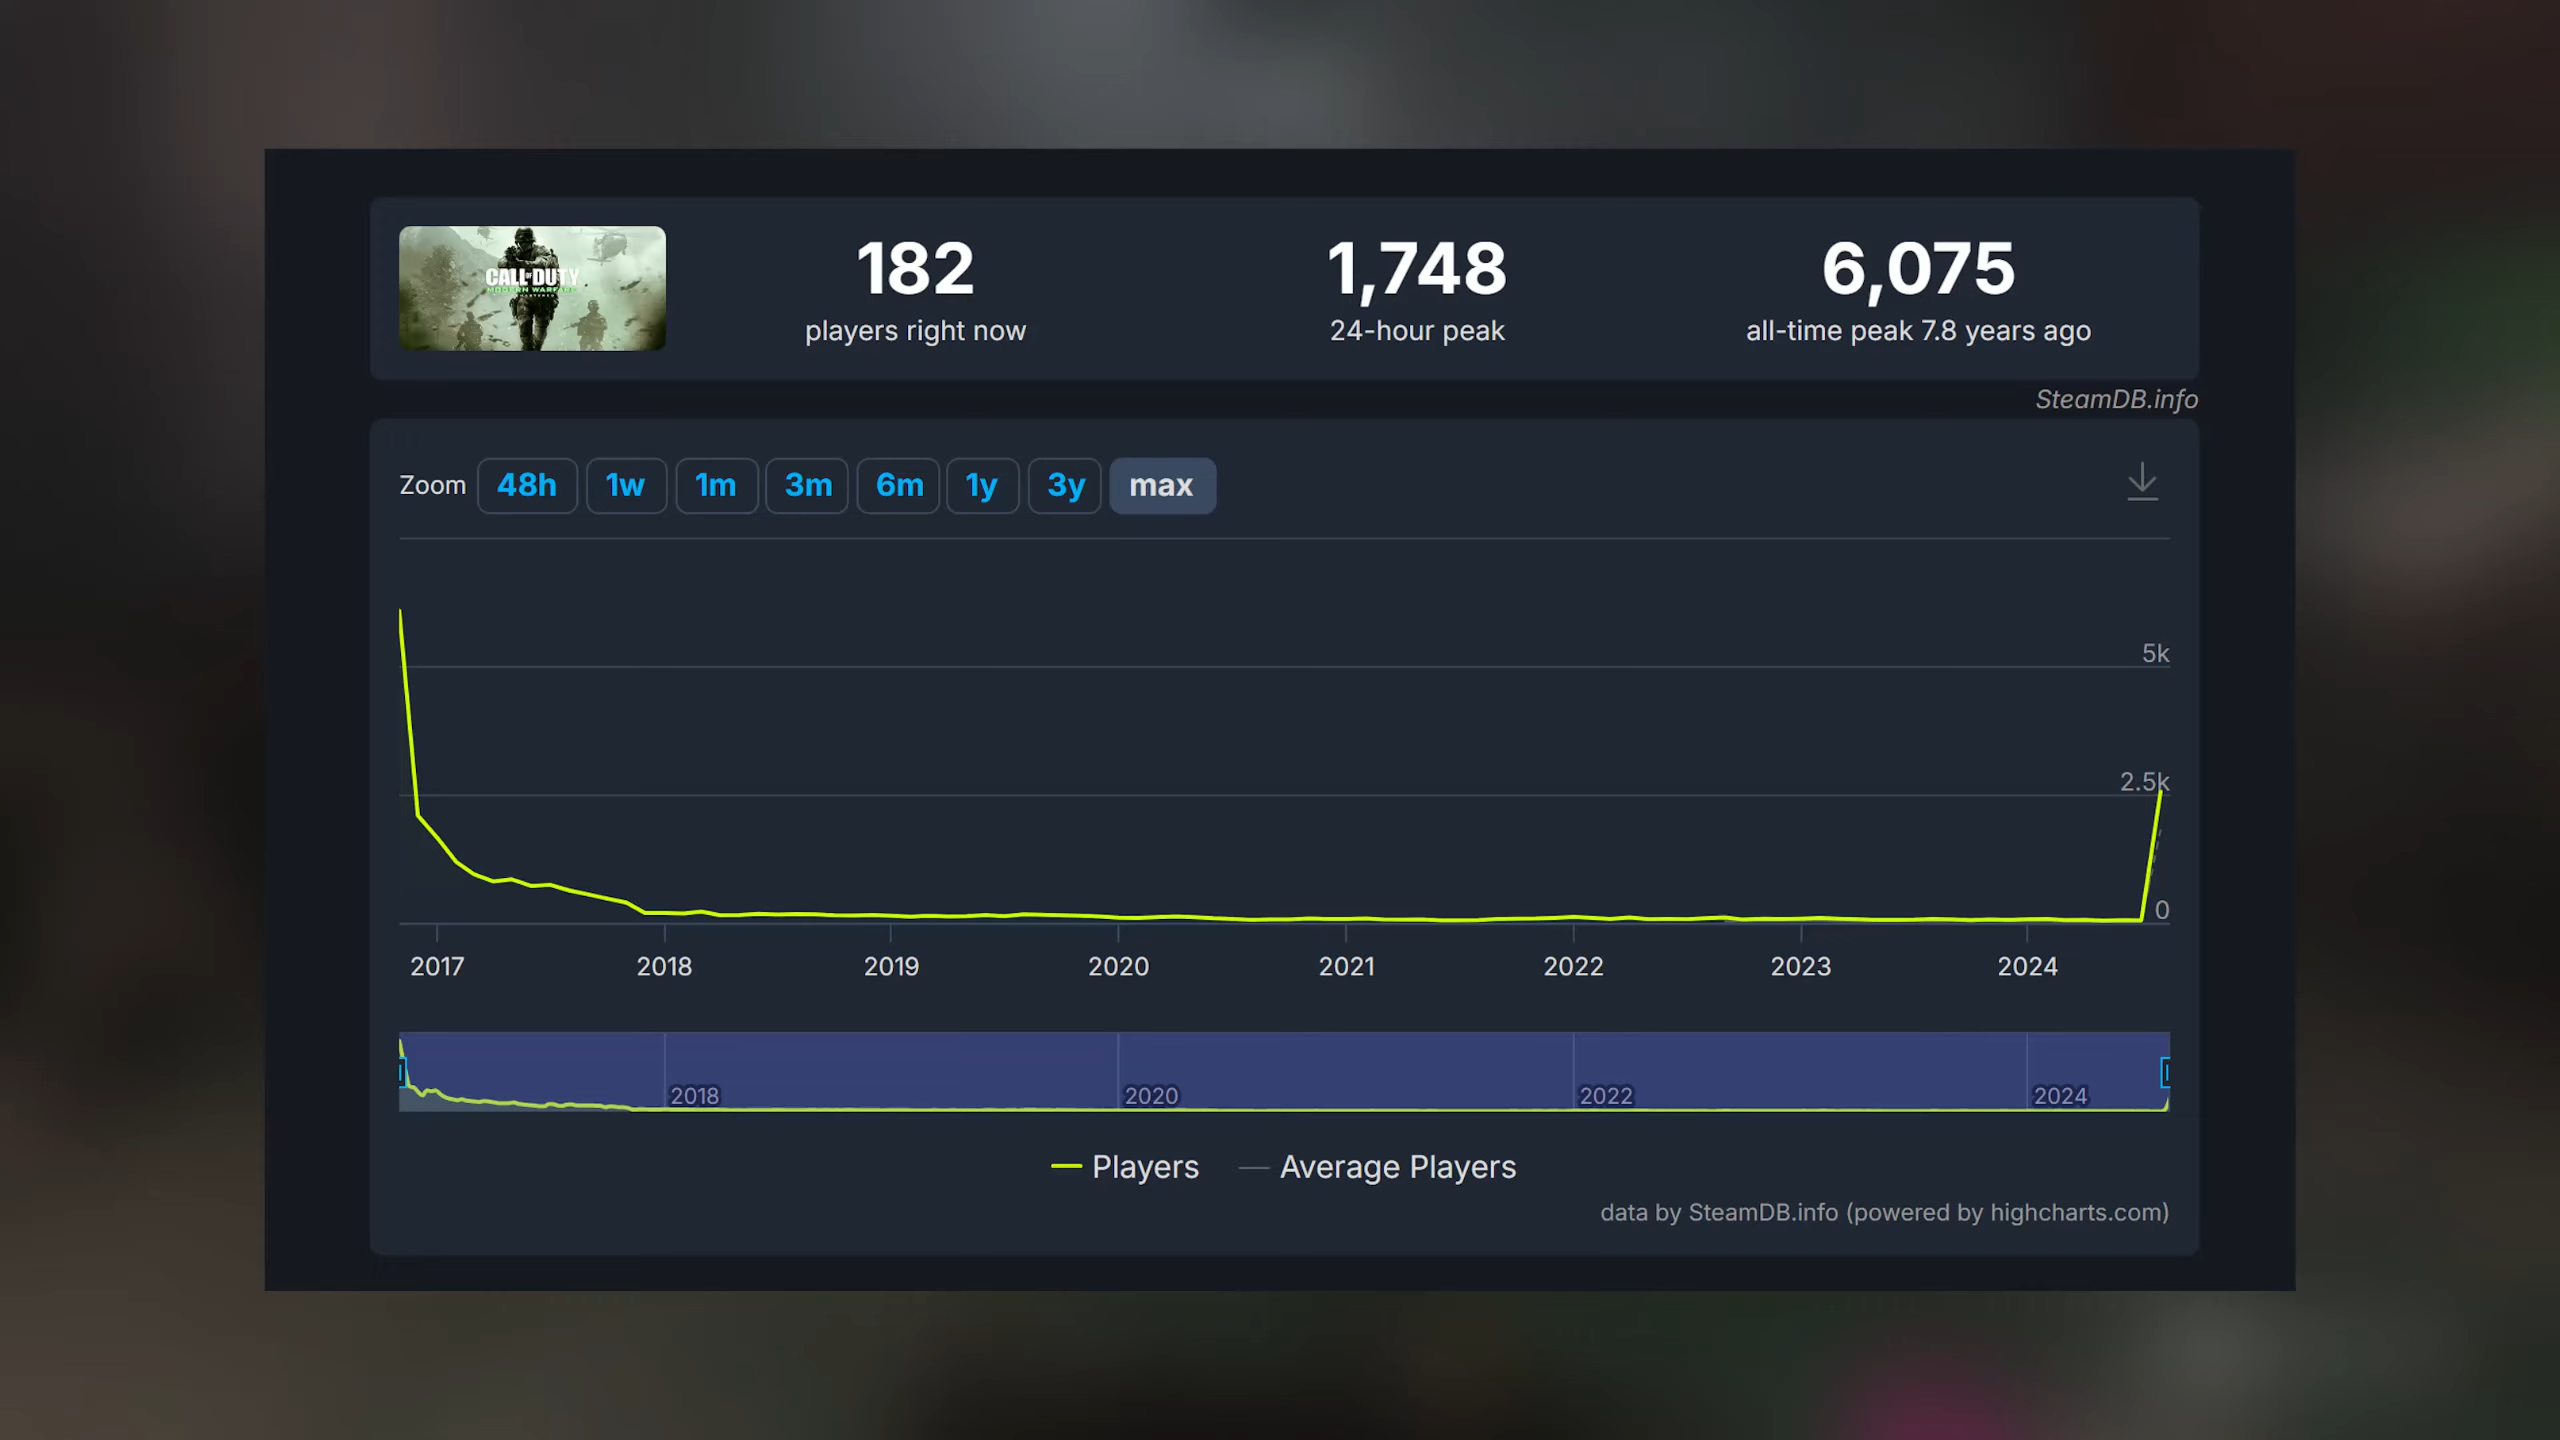 CALL OF DUTY
MODERN WARFARE
REMASTERED
182
players right now
1,748
24-hour peak
6,075
all-time peak 7.8 years ago
SteamDB.info
Zoom 48h 1w 1m 3m 6m 1y 3y max
5k
2.5k
0
2017 2018 2019 2020 2021 2022 2023 2024
2018 2020 2022 2024
Players Average Players
data by SteamDB.info (powered by highcharts.com)